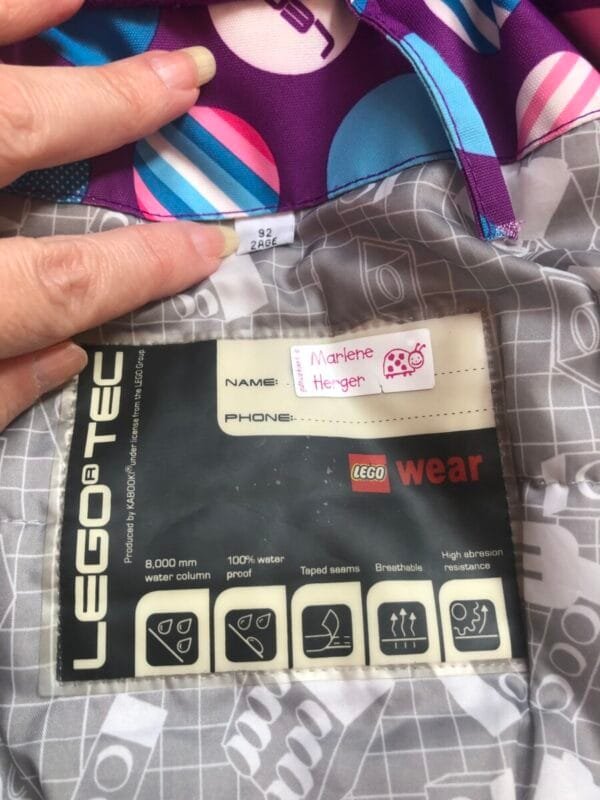 92
2AGE
LEGO® TEC
Produced by KABOOKI® under license from the LEGO Group
NAME:
Marlene
Herger
PHONE:
LEGO wear
8,000 mm
water column
100% water
proof
Taped seams
Breathable
High abrasion
resistance